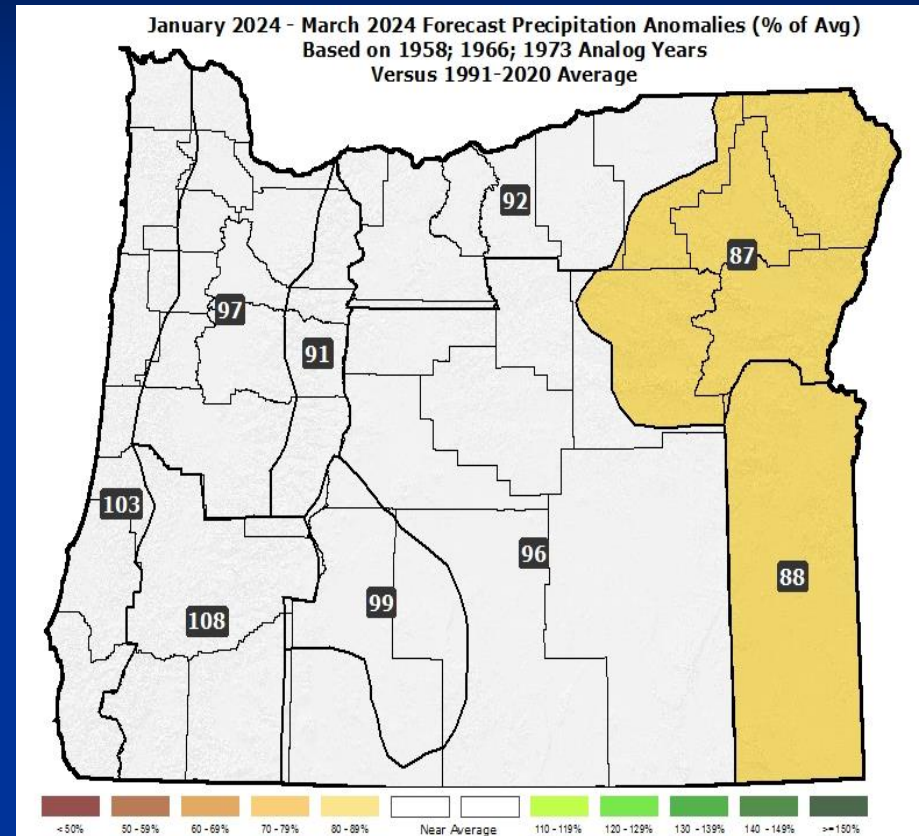 January 2024 - March 2024 Forecast Precipitation Anomalies (% of Avg)
Based on 1958; 1966; 1973 Analog Years
Versus 1991-2020 Average
92
87
97
91
103
96
88
99
108
<50%
50 - 59%
60 - 69%
70 - 79%
80 - 89%
Near Average
110 - 119%
120 - 129%
130 - 139%
140 - 149%
>=150%